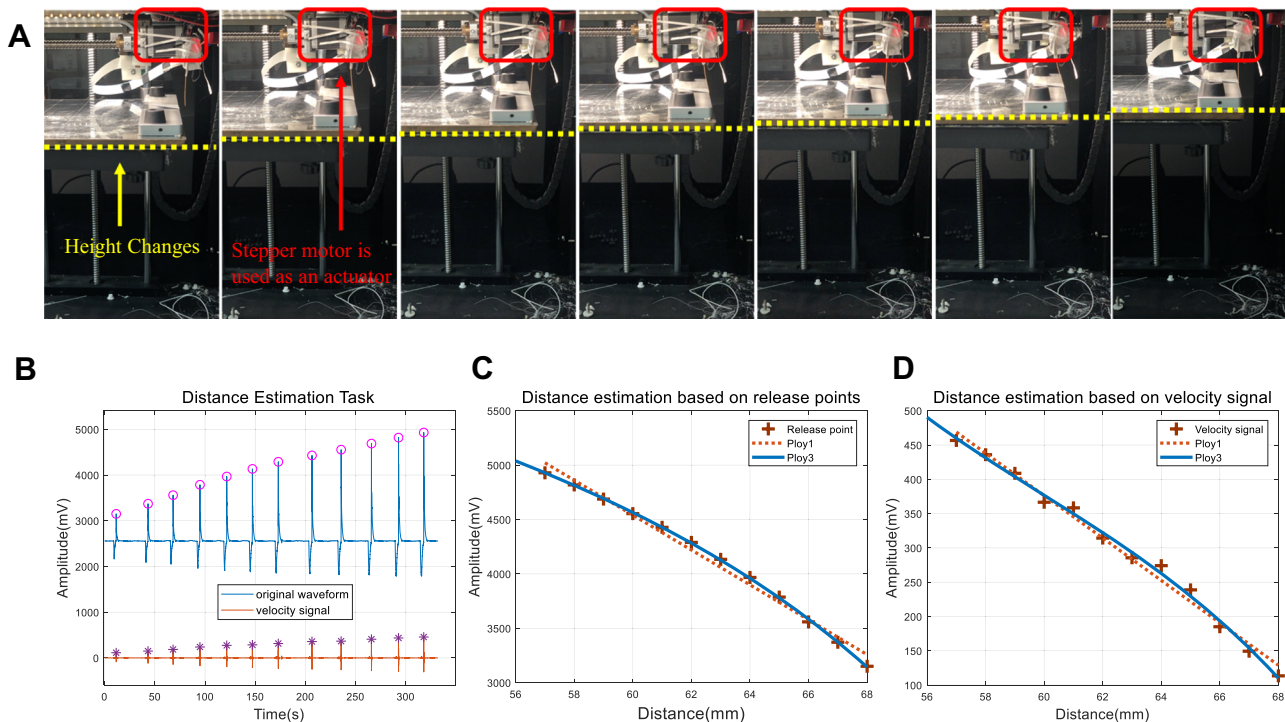 A
Height Changes
Stepper motor is
used as an actuator
B
Distance Estimation Task
Amplitude(mV)
5000
4000
3000
2000
1000
0
original waveform
velocity signal
0
50
100
150
200
250
300
Time(s)
C
Distance estimation based on release points
Amplitude(mV)
5500
5000
4500
4000
3500
3000
Release point
Ploy1
Ploy3
56
58
60
62
64
66
68
Distance(mm)
D
Distance estimation based on velocity signal
Amplitude(mV)
500
450
400
350
300
250
200
150
100
Velocity signal
Ploy1
Ploy3
56
58
60
62
64
66
68
Distance(mm)